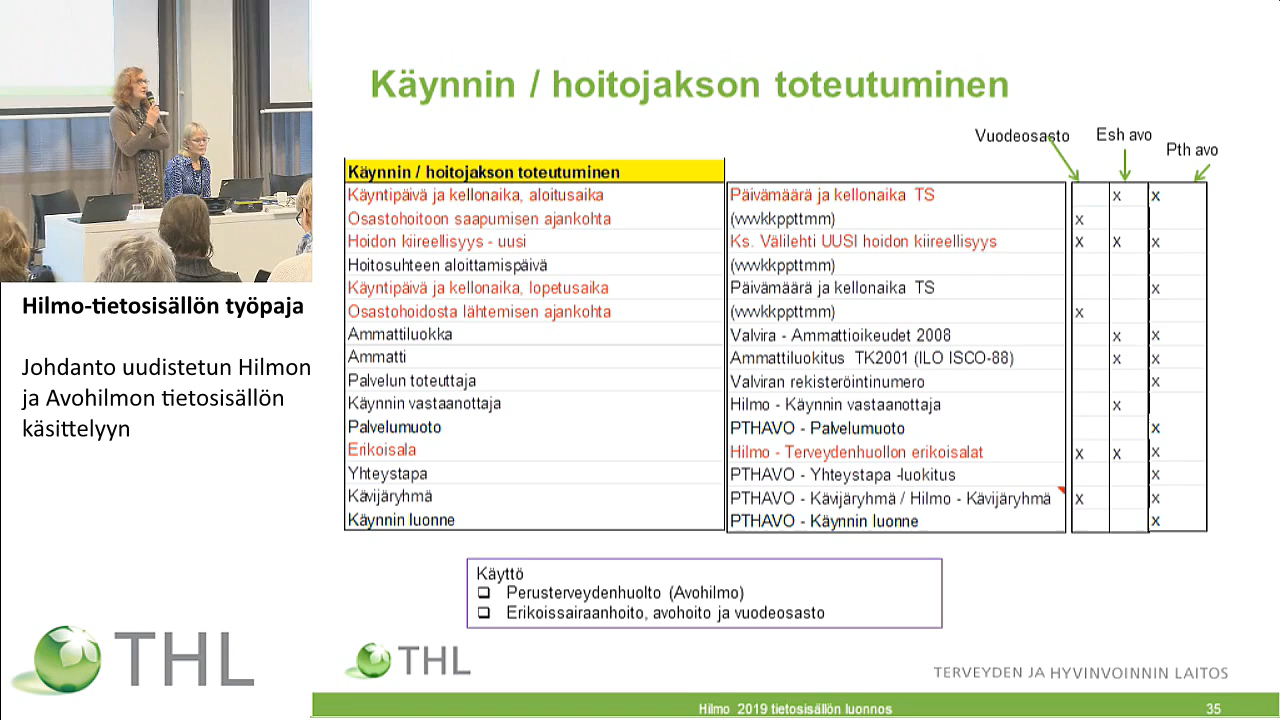 Hilmo-tietosisällön työpaja
Johdanto uudistetun Hilmon
ja Avohilmon tietosisällön
käsittelyyn
THL
Käynnin / hoitojakson toteutuminen
Vuodeosasto Esh avo Pth avo
Käynnin / hoitojakson toteutuminen
Käyntipäivä ja kellonaika, aloitusaika Päivämäärä ja kellonaika TS x x
Osastohoitoon saapumisen ajankohta (vvvvkkppttmm) x
Hoidon kiireellisyys - uusi Ks. Välilehti UUSI hoidon kiireellisyys x x x
Hoitosuhteen aloittamispäivä (vvvvkkppttmm)
Käyntipäivä ja kellonaika, lopetusaika Päivämäärä ja kellonaika TS x
Osastohoidosta lähtemisen ajankohta (vvvvkkppttmm) x
Ammattiluokka Valvira - Ammattioikeudet 2008 x x
Ammatti Ammattiluokitus TK2001 (ILO ISCO-88) x x
Palvelun toteuttaja Valviran rekisteröintinumero x
Käynnin vastaanottaja Hilmo - Käynnin vastaanottaja x
Palvelumuoto PTHAVO - Palvelumuoto x
Erikoisala Hilmo - Terveydenhuollon erikoisalat x x x
Yhteystapa PTHAVO - Yhteystapa -luokitus x
Kävijäryhmä PTHAVO - Kävijäryhmä / Hilmo - Kävijäryhmä x x
Käynnin luonne PTHAVO - Käynnin luonne x
Käyttö
❑ Perusterveydenhuolto (Avohilmo)
❑ Erikoissairaanhoito, avohoito ja vuodeosasto
THL
TERVEYDEN JA HYVINVOINNIN LAITOS
Hilmo 2019 tietosisällön luonnos 35